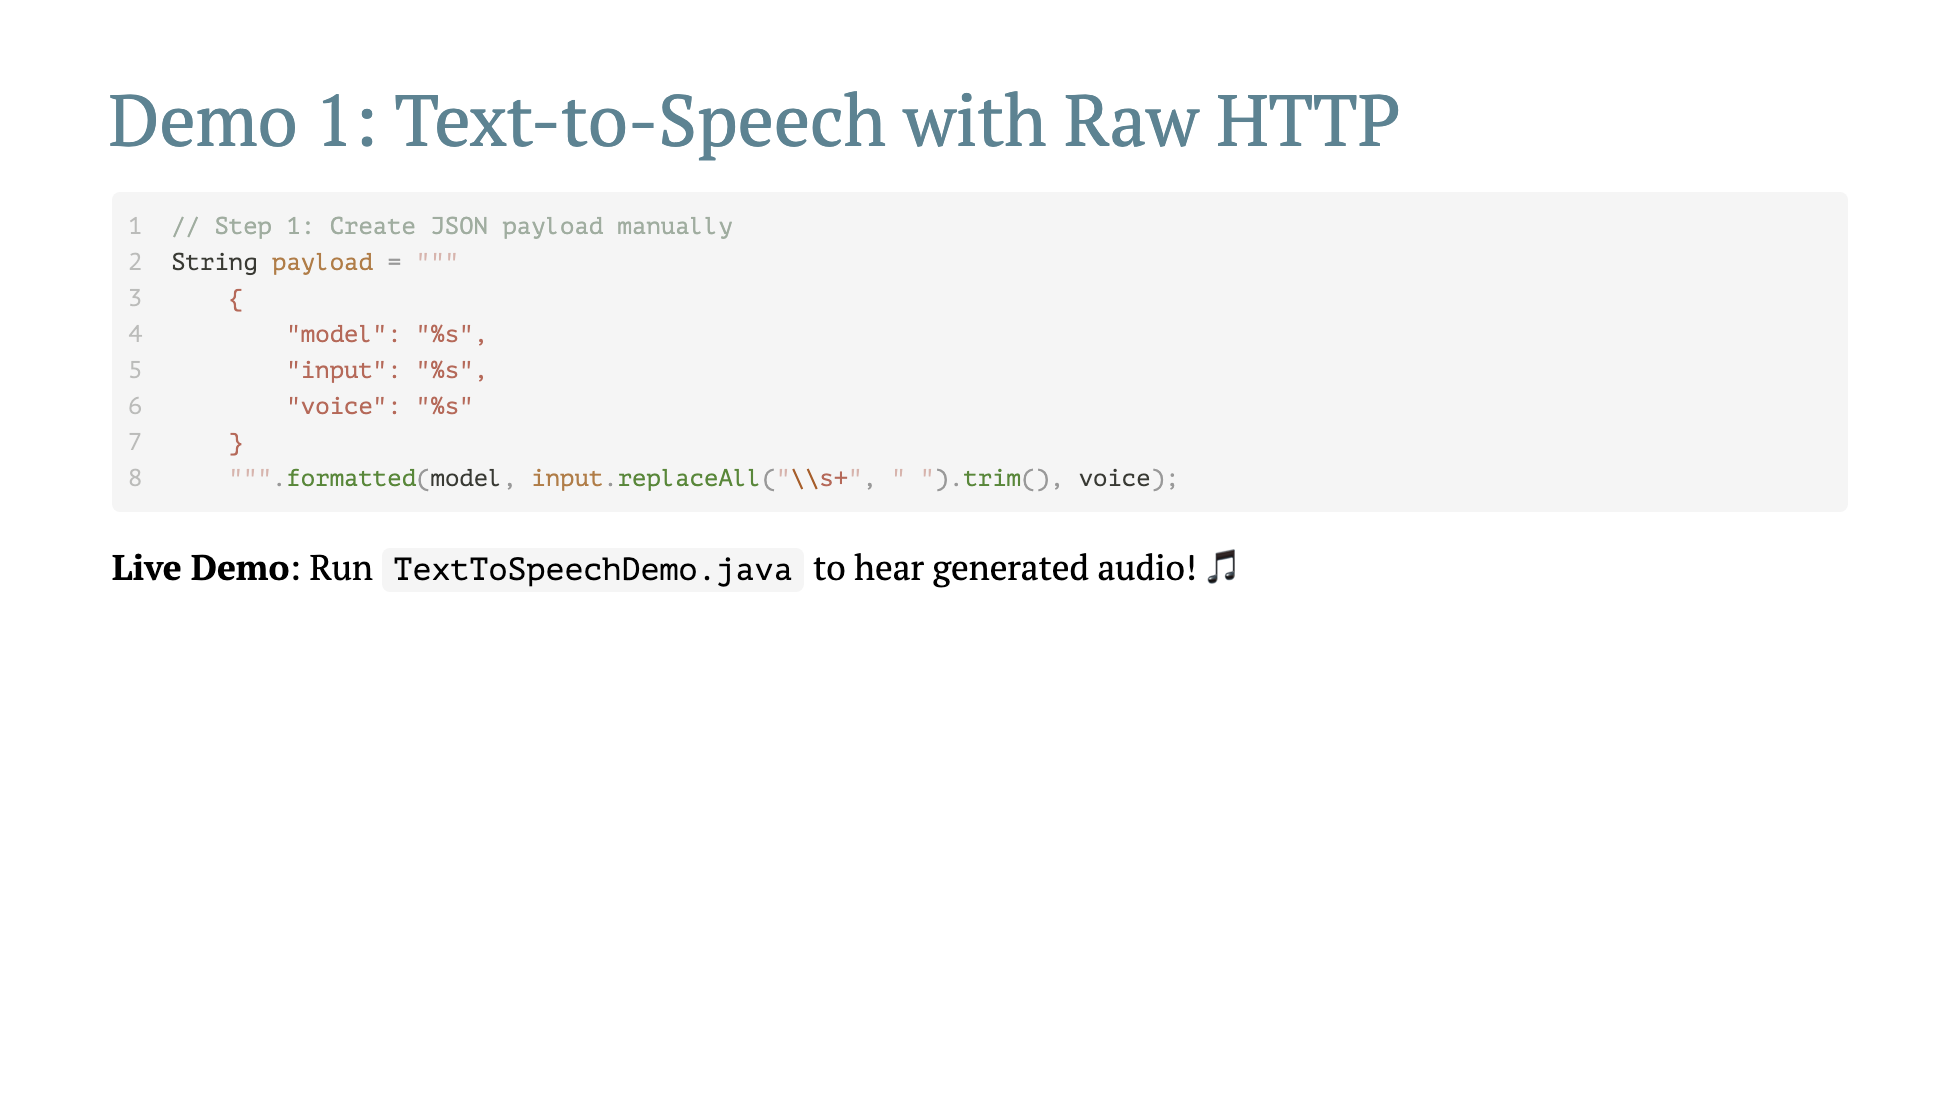 Demo 1: Text-to-Speech with Raw HTTP
1 // Step 1: Create JSON payload manually
2 String payload = """
3     {
4         "model": "%s",
5         "input": "%s",
6         "voice": "%s"
7     }
8     """.formatted(model, input.replaceAll("\\s+", " ").trim(), voice);
Live Demo: Run TextToSpeechDemo.java to hear generated audio! 🎵